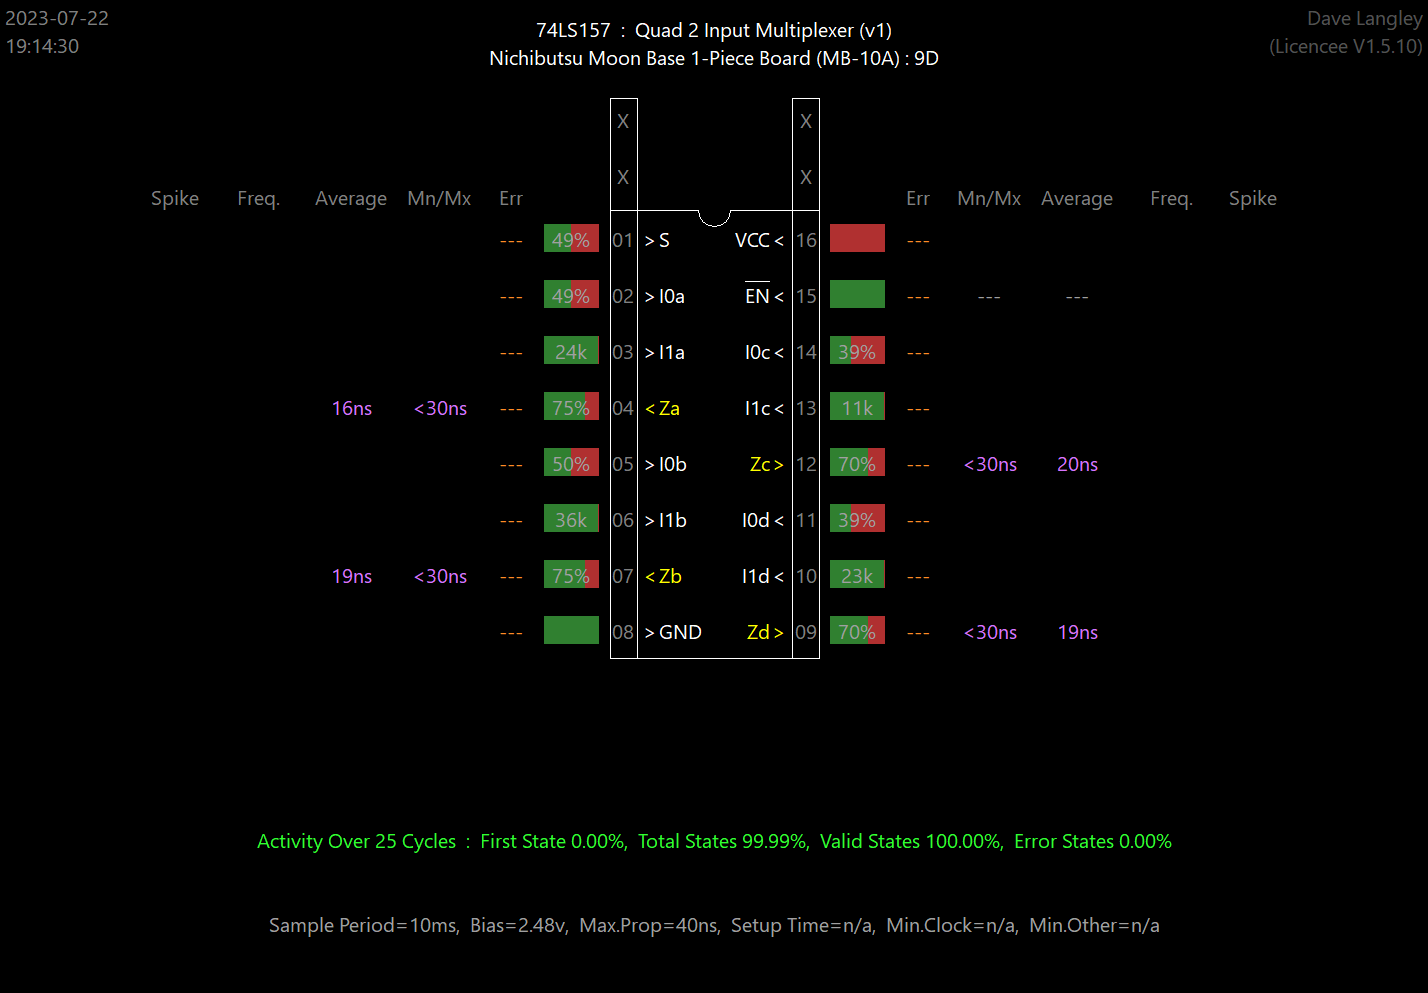 2023-07-22
19:14:30
74LS157 : Quad 2 Input Multiplexer (v1)
Nichibutsu Moon Base 1-Piece Board (MB-10A) : 9D
Dave Langley
(Licencee V1.5.10)
X X
X X
Spike Freq. Average Mn/Mx Err Err Mn/Mx Average Freq. Spike
--- 49% 01 >S VCC< 16 ---
--- 49% 02 >I0a EN< 15 --- --- ---
--- 24k 03 >I1a I0c< 14 39% ---
16ns <30ns --- 75% 04 <Za I1c< 13 11k ---
--- 50% 05 >I0b Zc> 12 70% --- <30ns 20ns
--- 36k 06 >I1b I0d< 11 39% ---
19ns <30ns --- 75% 07 <Zb I1d< 10 23k ---
--- 08 >GND Zd> 09 70% --- <30ns 19ns
Activity Over 25 Cycles : First State 0.00%, Total States 99.99%, Valid States 100.00%, Error States 0.00%
Sample Period=10ms, Bias=2.48v, Max.Prop=40ns, Setup Time=n/a, Min.Clock=n/a, Min.Other=n/a